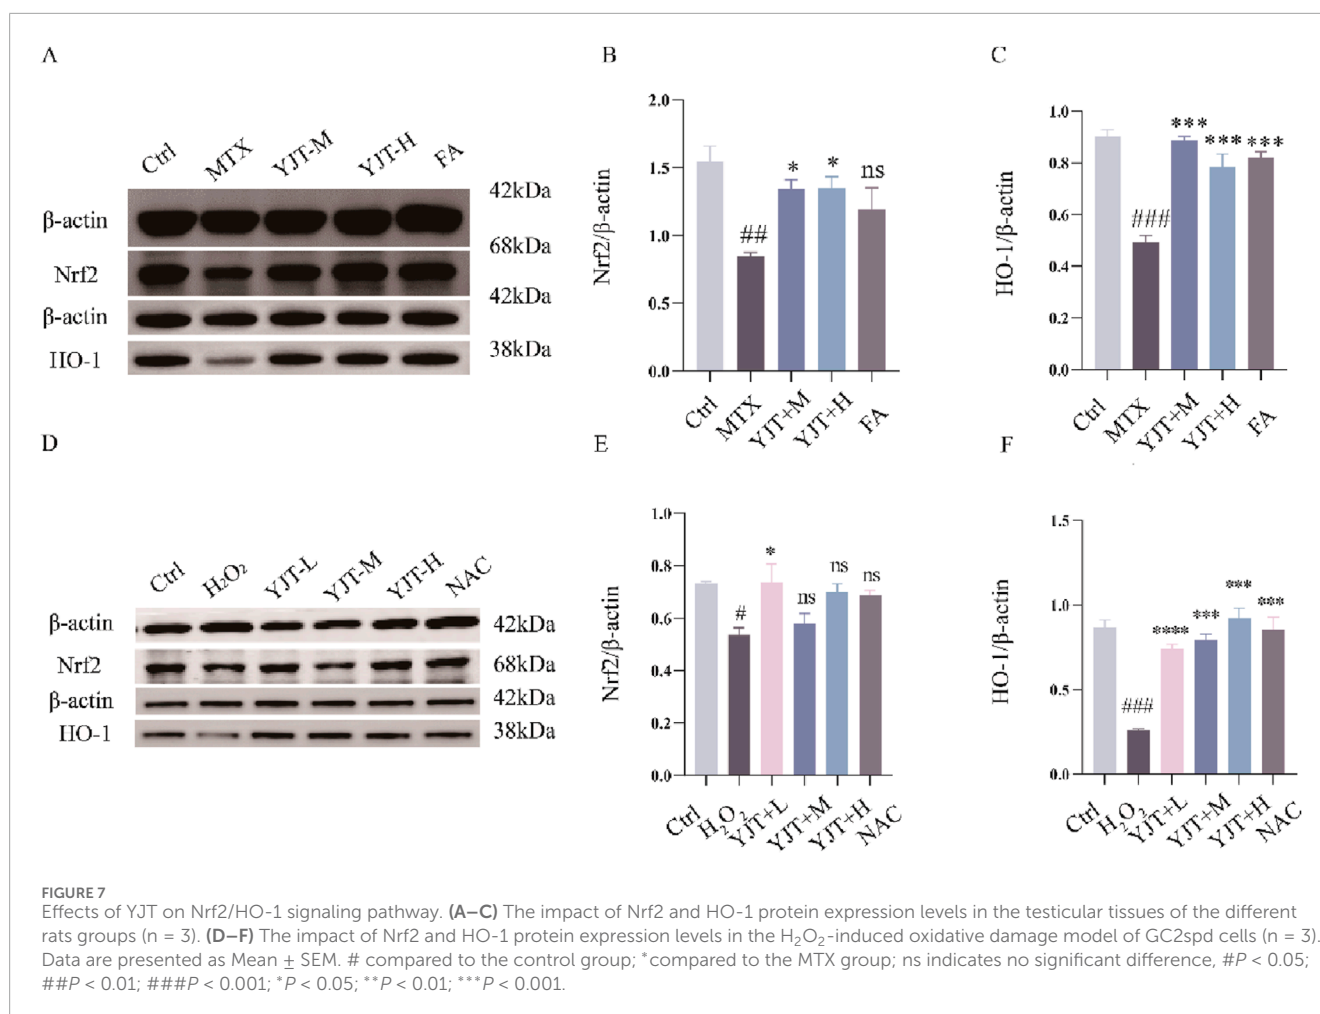 A
Ctrl MTX YJT-M YJT-H FA
42kDa
β-actin
68kDa
Nrf2
42kDa
β-actin
38kDa
HO-1
B
Nrf2/β-actin
2.0
1.5
1.0
0.5
0.0
## * * ns
Ctrl MTX YJT+M YJT+H FA
C
HO-1/β-actin
1.0
0.8
0.6
0.4
0.2
0.0
### *** *** ***
Ctrl MTX YJT+M YJT+H FA
D
Ctrl H₂O₂ YJT-L YJT-M YJT-H NAC
β-actin 42kDa
Nrf2 68kDa
β-actin 42kDa
HO-1 38kDa
E
Nrf2/β-actin
1.0
0.8
0.6
0.4
0.2
0.0
# * ns ns ns
Ctrl H₂O₂ YJT+L YJT+M YJT+H NAC
F
HO-1/β-actin
1.5
1.0
0.5
0.0
### **** *** *** ***
Ctrl H₂O₂ YJT+L YJT+M YJT+H NAC
FIGURE 7
Effects of YJT on Nrf2/HO-1 signaling pathway. (A–C) The impact of Nrf2 and HO-1 protein expression levels in the testicular tissues of the different
rats groups (n = 3). (D–F) The impact of Nrf2 and HO-1 protein expression levels in the H₂O₂-induced oxidative damage model of GC2spd cells (n = 3).
Data are presented as Mean ± SEM. # compared to the control group; *compared to the MTX group; ns indicates no significant difference, #P < 0.05;
##P < 0.01; ###P < 0.001; *P < 0.05; **P < 0.01; ***P < 0.001.